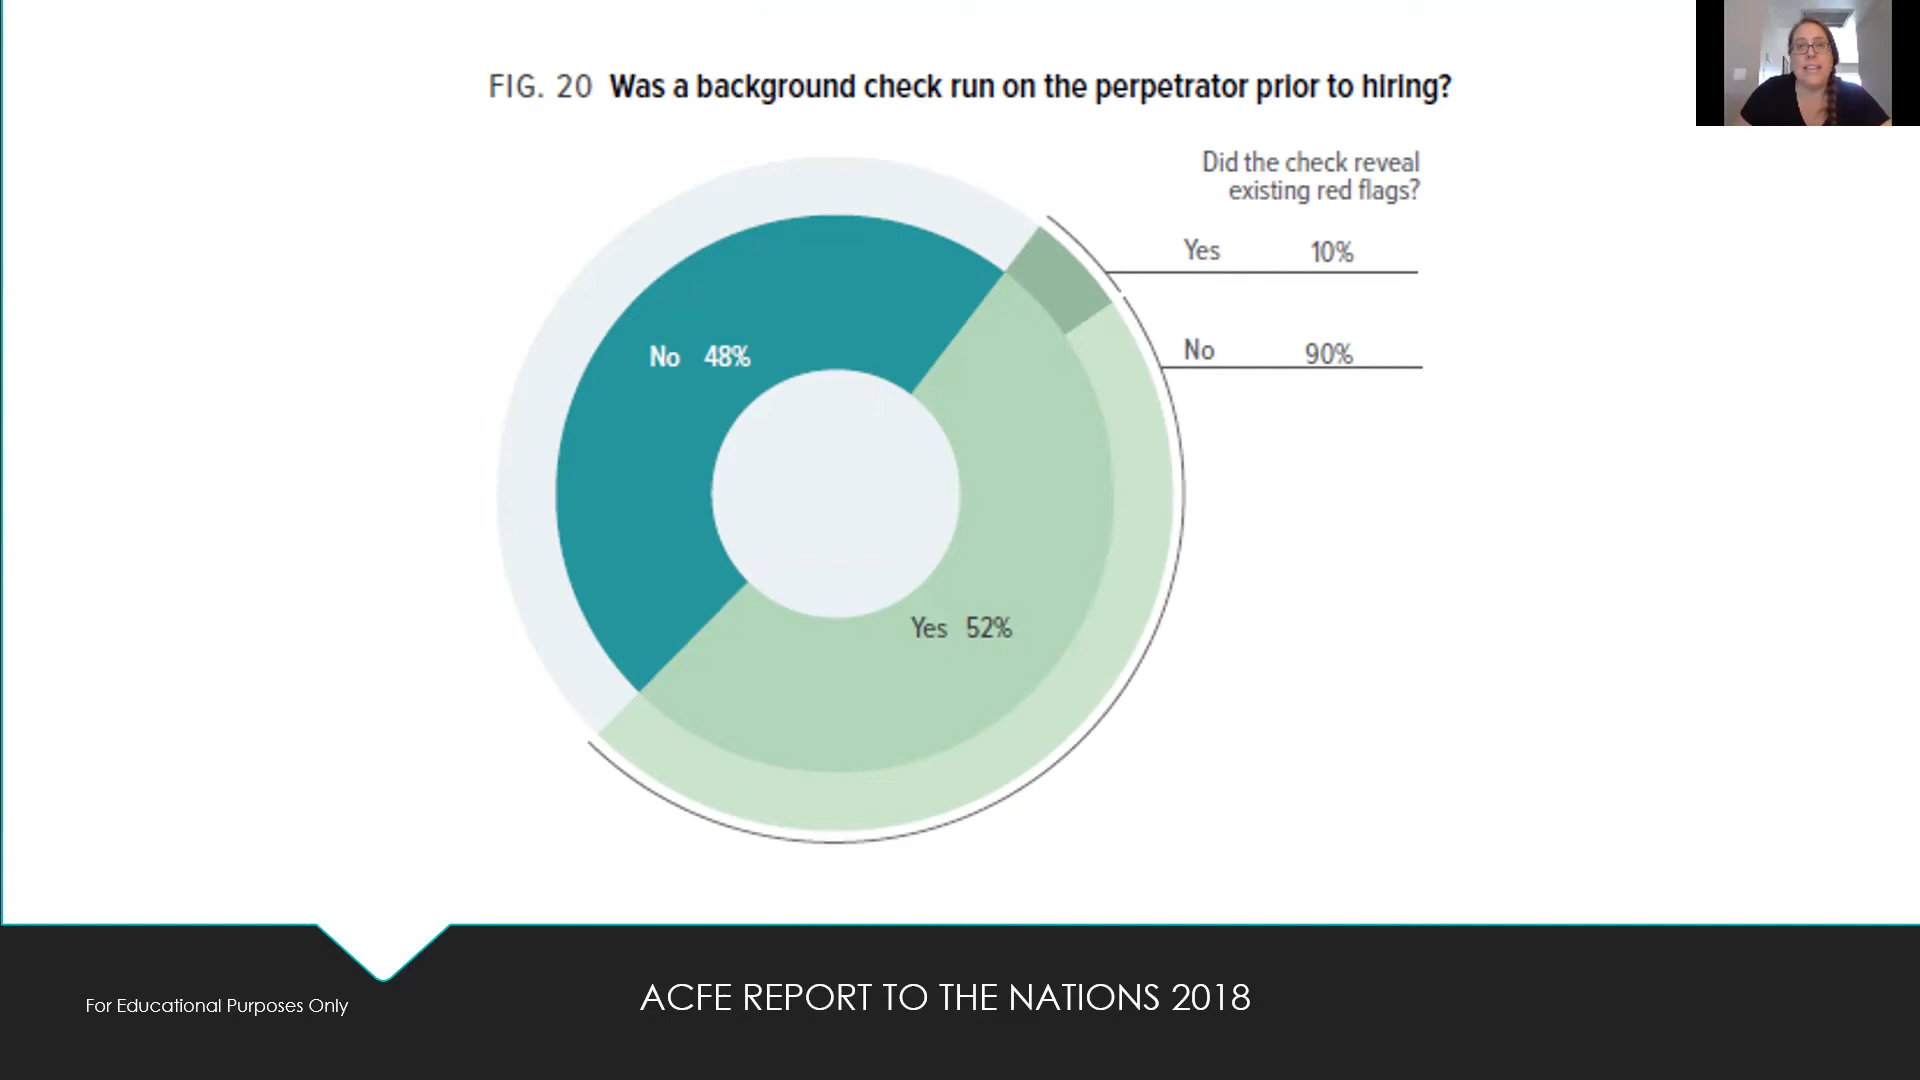 FIG. 20 Was a background check run on the perpetrator prior to hiring?
Did the check reveal
existing red flags?
Yes 10%
No 90%
No 48%
Yes 52%
For Educational Purposes Only
ACFE REPORT TO THE NATIONS 2018